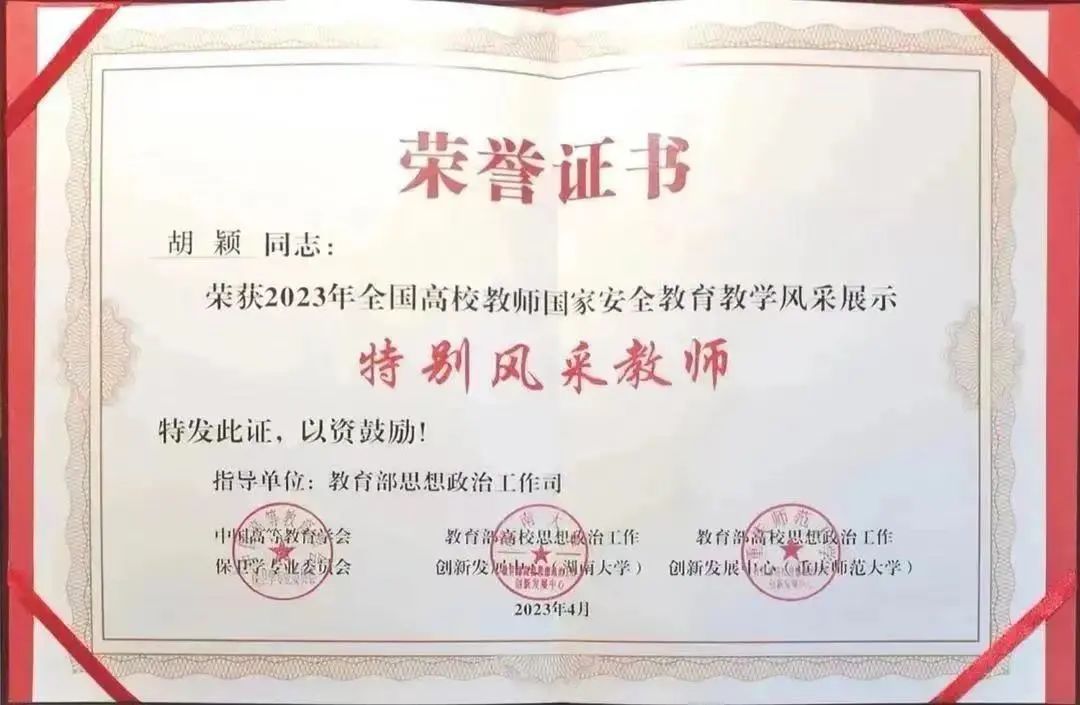 荣誉证书
胡 颖 同志：
荣获2023年全国高校教师国家安全教育教学风采展示
特别风采教师
特发此证，以资鼓励！
指导单位：教育部思想政治工作司
中国高等教育学会 教育部高校思想政治工作 教育部高校思想政治工作
保卫学专业委员会 创新发展中心（湖南大学） 创新发展中心（重庆师范大学）
创新发展中心
2023年4月